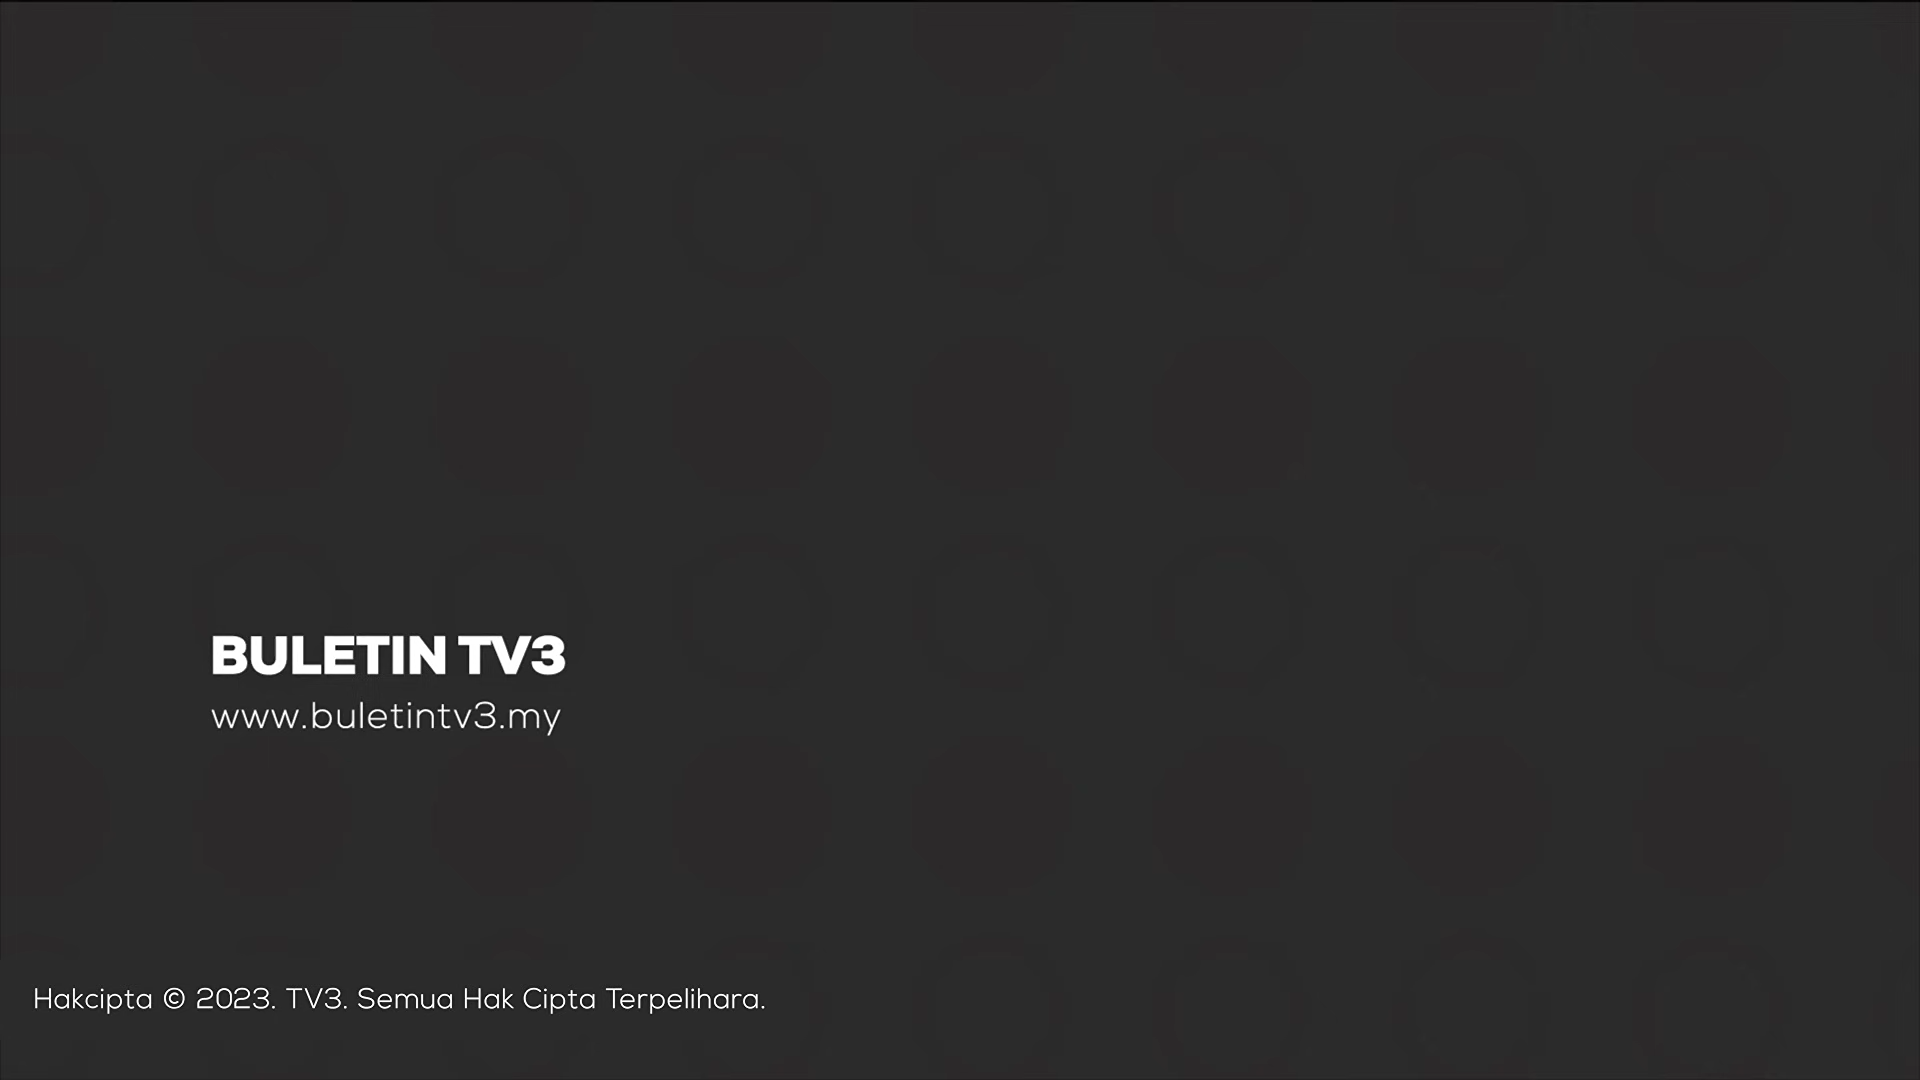 BULETIN TV3
www.buletintv3.my
Hakcipta © 2023. TV3. Semua Hak Cipta Terpelihara.